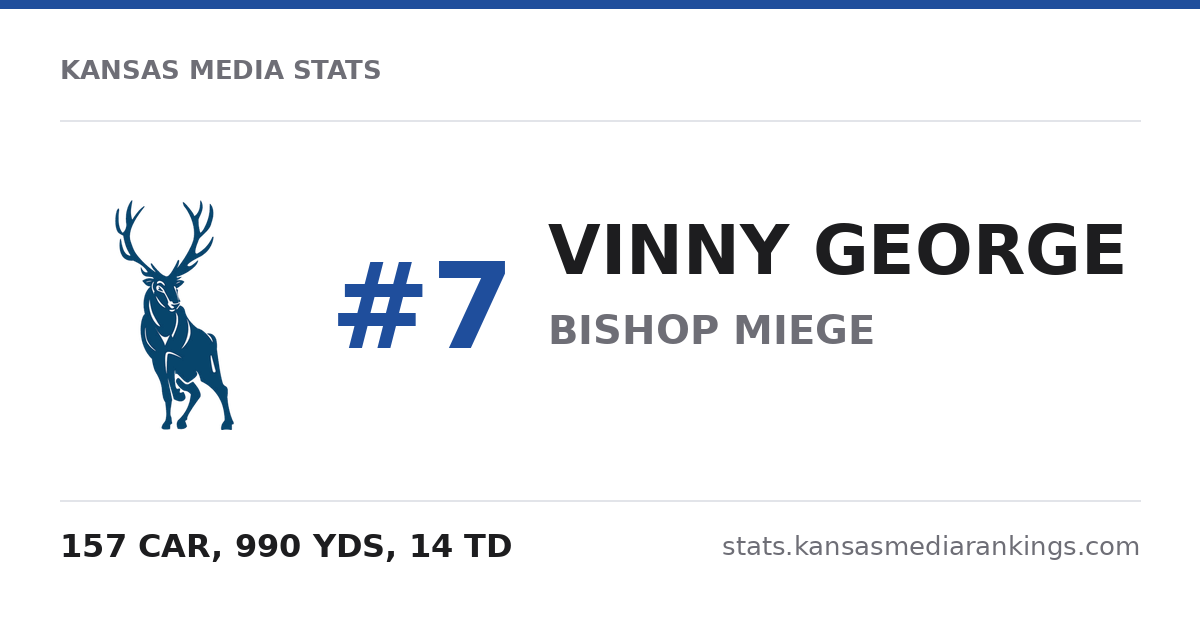 KANSAS MEDIA STATS
#7
VINNY GEORGE
BISHOP MIEGE
157 CAR, 990 YDS, 14 TD
stats.kansasmediarankings.com